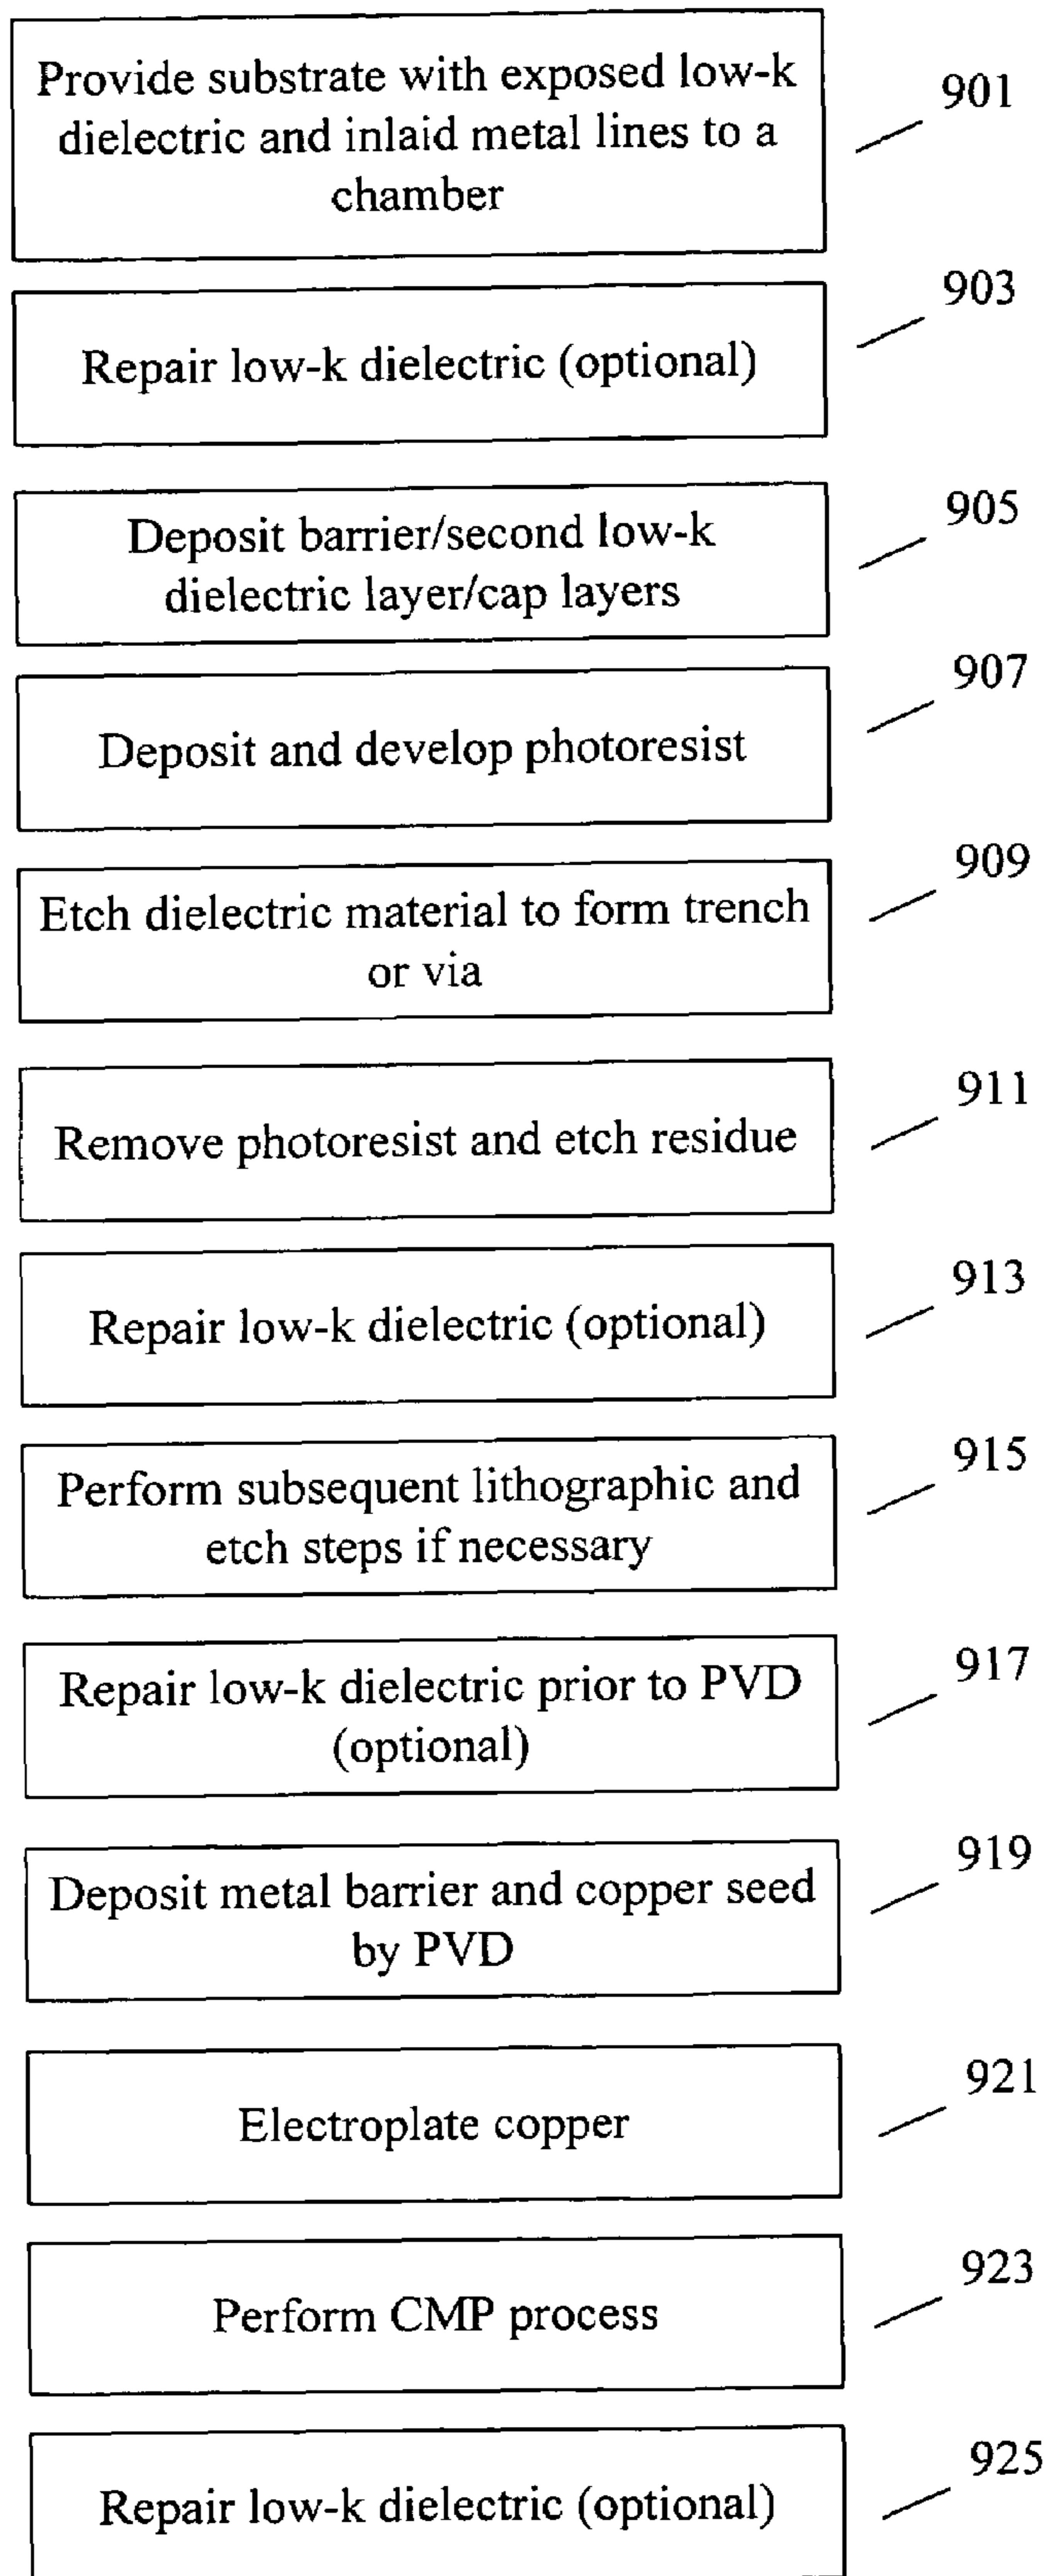 Provide substrate with exposed low-k
dielectric and inlaid metal lines to a
chamber
901
Repair low-k dielectric (optional)
903
Deposit barrier/second low-k
dielectric layer/cap layers
905
Deposit and develop photoresist
907
Etch dielectric material to form trench
or via
909
Remove photoresist and etch residue
911
Repair low-k dielectric (optional)
913
Perform subsequent lithographic and
etch steps if necessary
915
Repair low-k dielectric prior to PVD
(optional)
917
Deposit metal barrier and copper seed
by PVD
919
Electroplate copper
921
Perform CMP process
923
Repair low-k dielectric (optional)
925